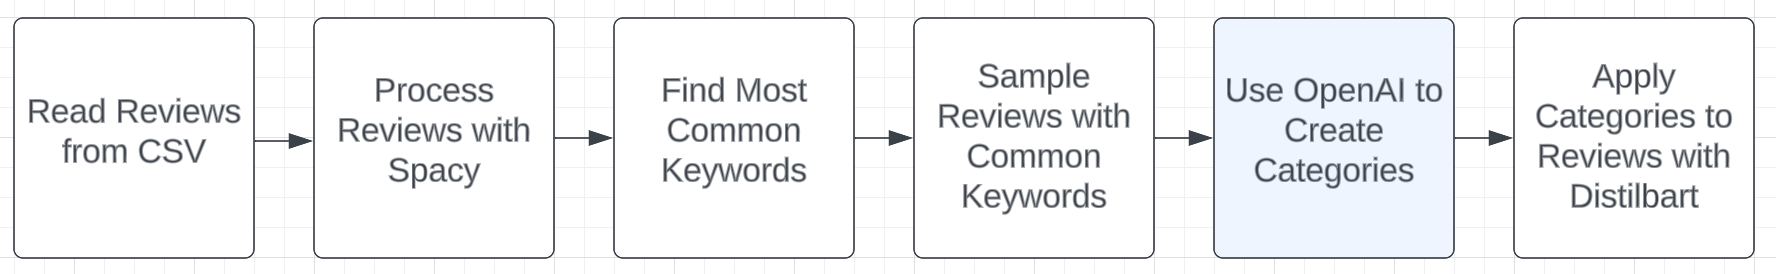 Read Reviews
from CSV
Process
Reviews with
Spacy
Find Most
Common
Keywords
Sample
Reviews with
Common
Keywords
Use OpenAI to
Create
Categories
Apply
Categories to
Reviews with
Distilbart